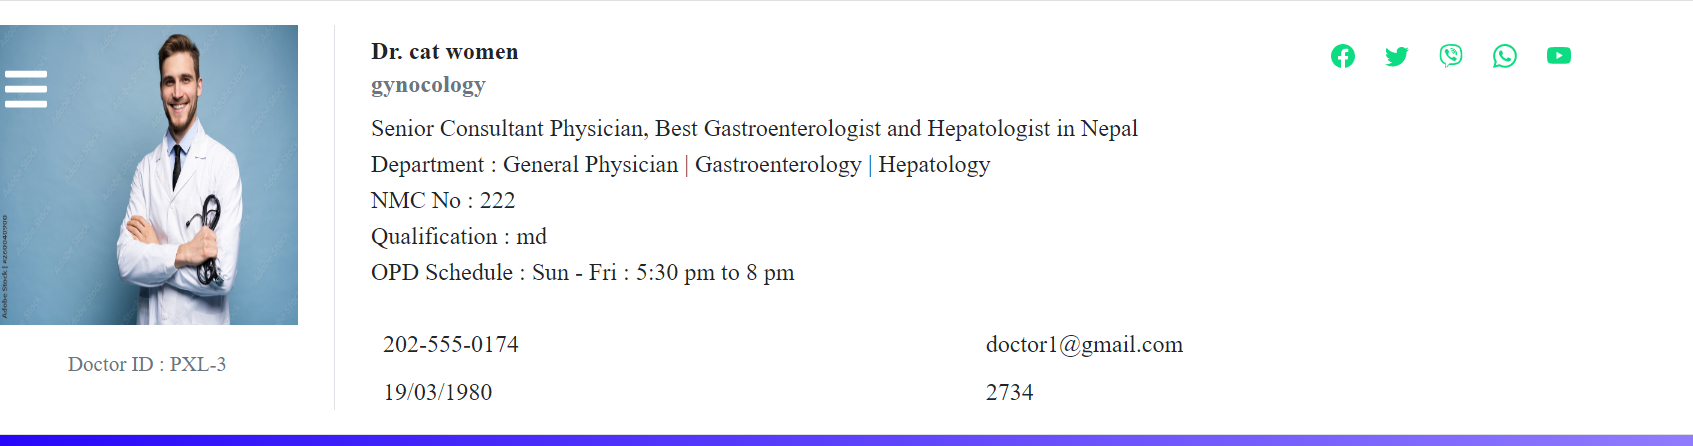 Dr. cat women
gynocology
Senior Consultant Physician, Best Gastroenterologist and Hepatologist in Nepal
Department : General Physician | Gastroenterology | Hepatology
NMC No : 222
Qualification : md
OPD Schedule : Sun - Fri : 5:30 pm to 8 pm
202-555-0174
doctor1@gmail.com
19/03/1980
2734
Doctor ID : PXL-3